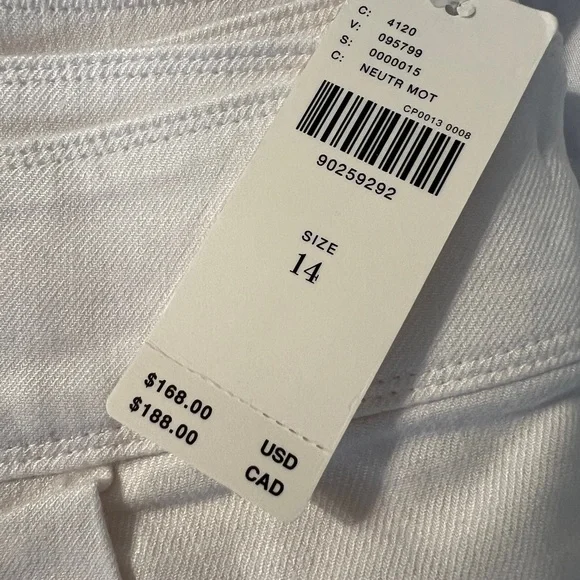 C: 4120
V: 095799
S: 0000015
C: NEUTR MOT
CP0013 0008
90259292
SIZE
14
$168.00 USD
$188.00 CAD